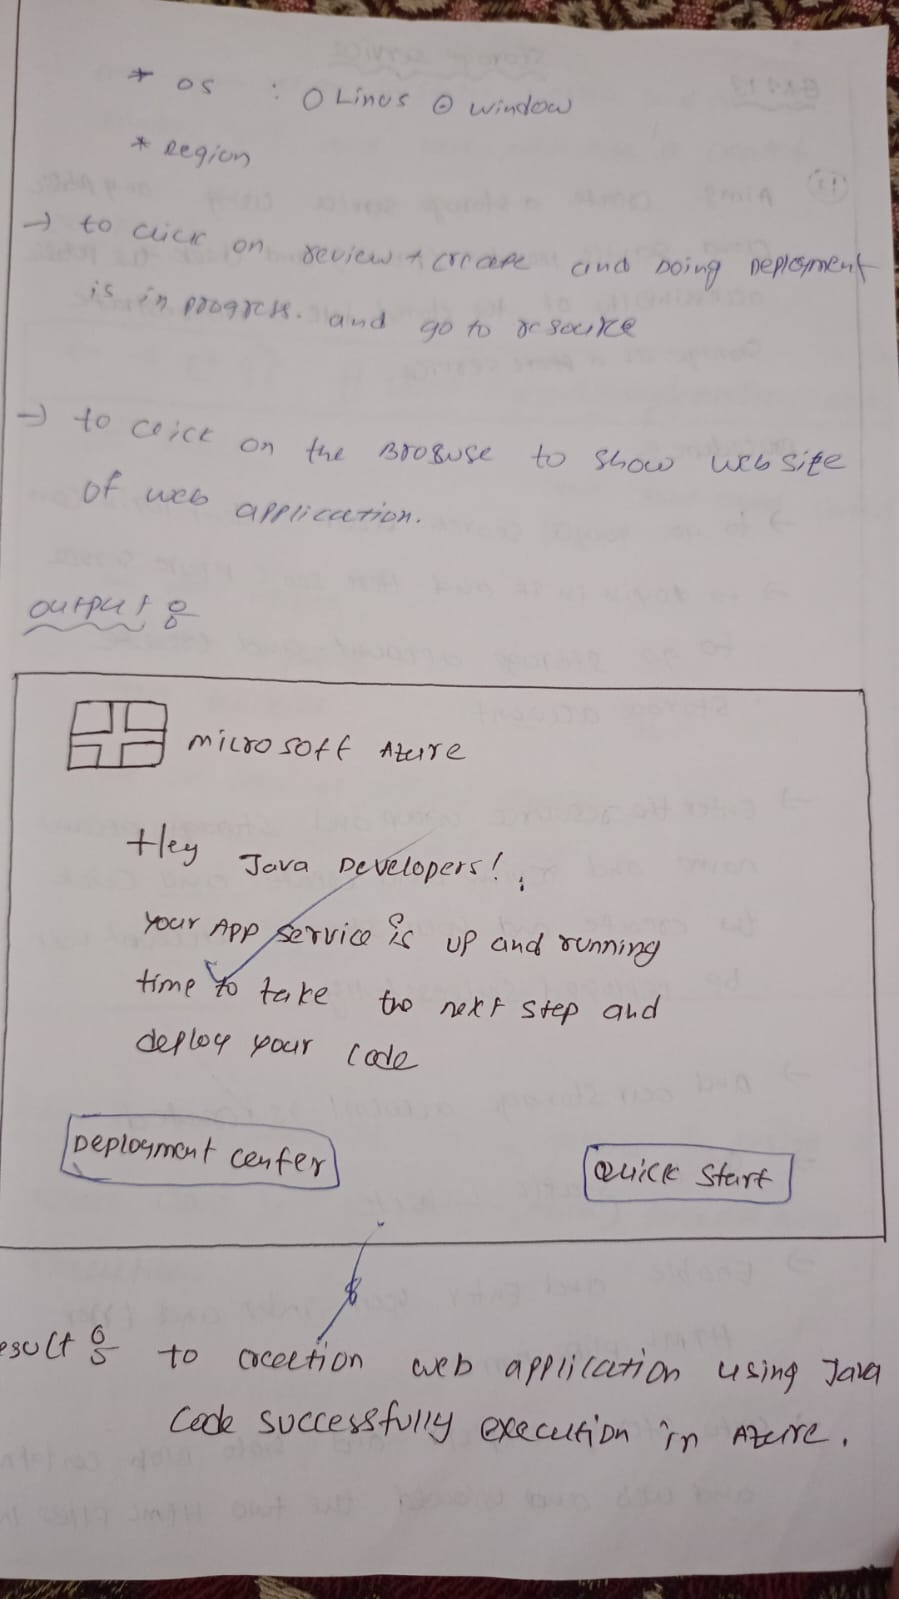 * OS : O Linus ⊙ window
* Region
→ to click on review + create and Doing Deployment
is in progress. and go to resource
→ to click on the Browse to show web site
of web application.
output :
microsoft Azure
Hey Java Developers!
your App service is up and running
time to take the next step and
deploy your code
Deployment center
Quick Start
esult : to creation web application using Java
Code successfully execution in Azure.